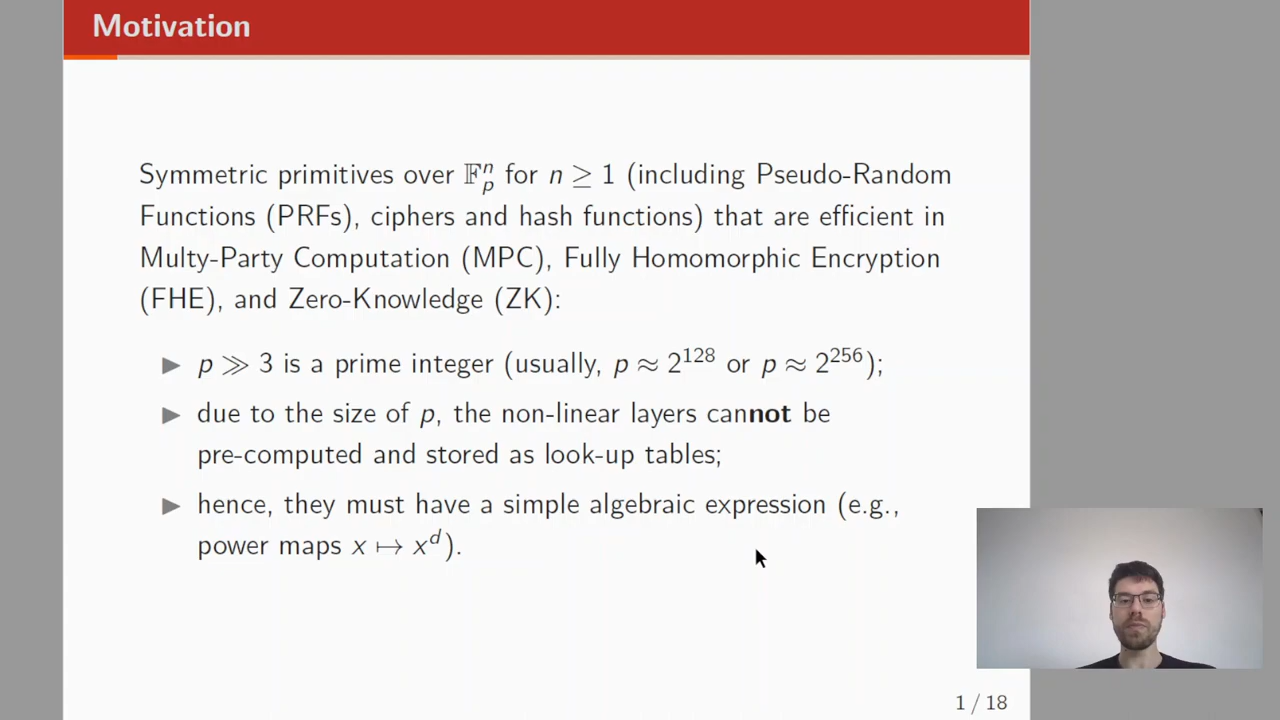 Motivation
Symmetric primitives over 𝔽ₚⁿ for n ≥ 1 (including Pseudo-Random
Functions (PRFs), ciphers and hash functions) that are efficient in
Multy-Party Computation (MPC), Fully Homomorphic Encryption
(FHE), and Zero-Knowledge (ZK):
▶ p ≫ 3 is a prime integer (usually, p ≈ 2¹²⁸ or p ≈ 2²⁵⁶);
▶ due to the size of p, the non-linear layers cannot be
pre-computed and stored as look-up tables;
▶ hence, they must have a simple algebraic expression (e.g.,
power maps x ↦ xᵈ).
1 / 18